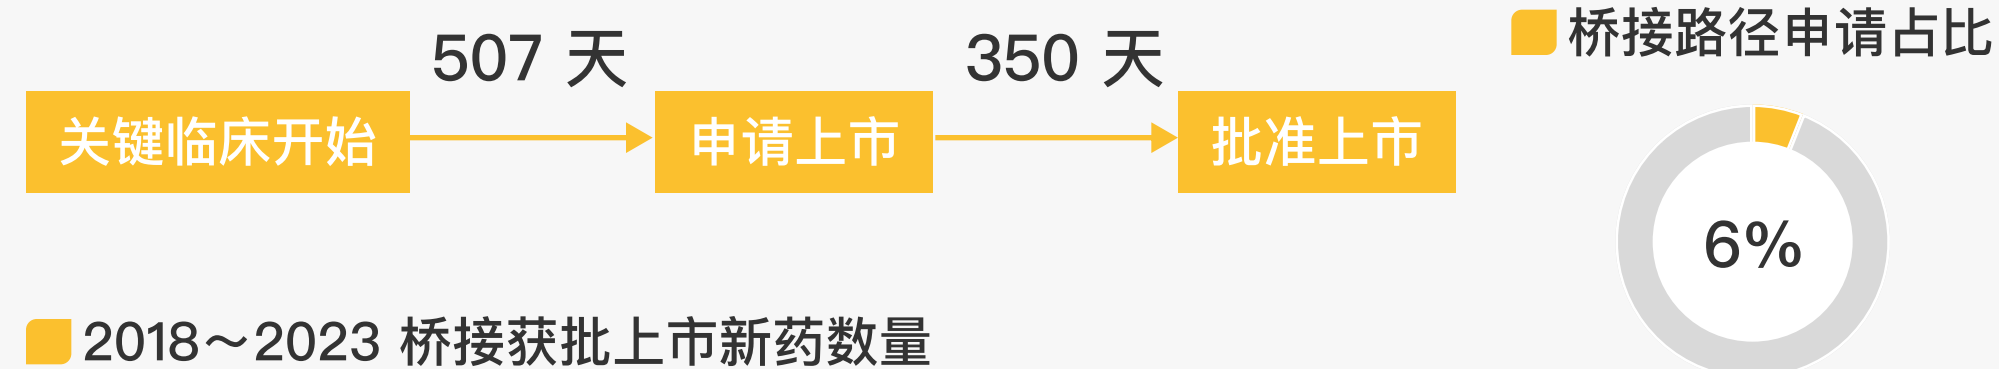 507 天
350 天
关键临床开始
申请上市
批准上市
桥接路径申请占比
6%
2018～2023 桥接获批上市新药数量